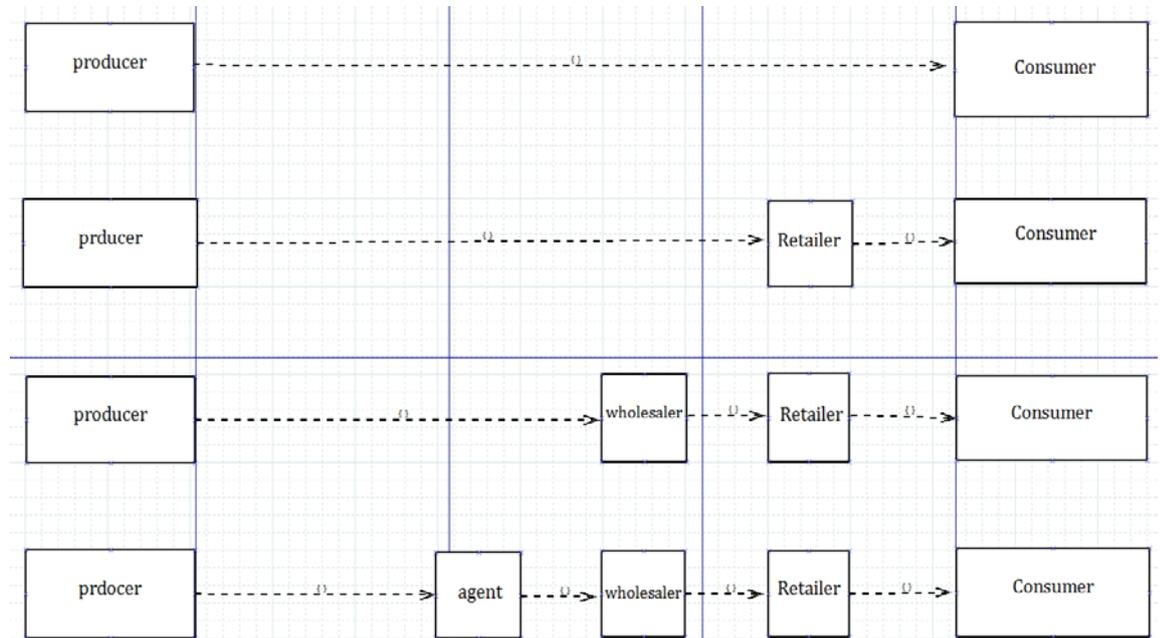 producer
{}
Consumer
prducer
{}
Retailer
{}
Consumer
producer
{}
wholesaler
{}
Retailer
{}
Consumer
prdocer
{}
agent
{}
wholesaler
{}
Retailer
{}
Consumer